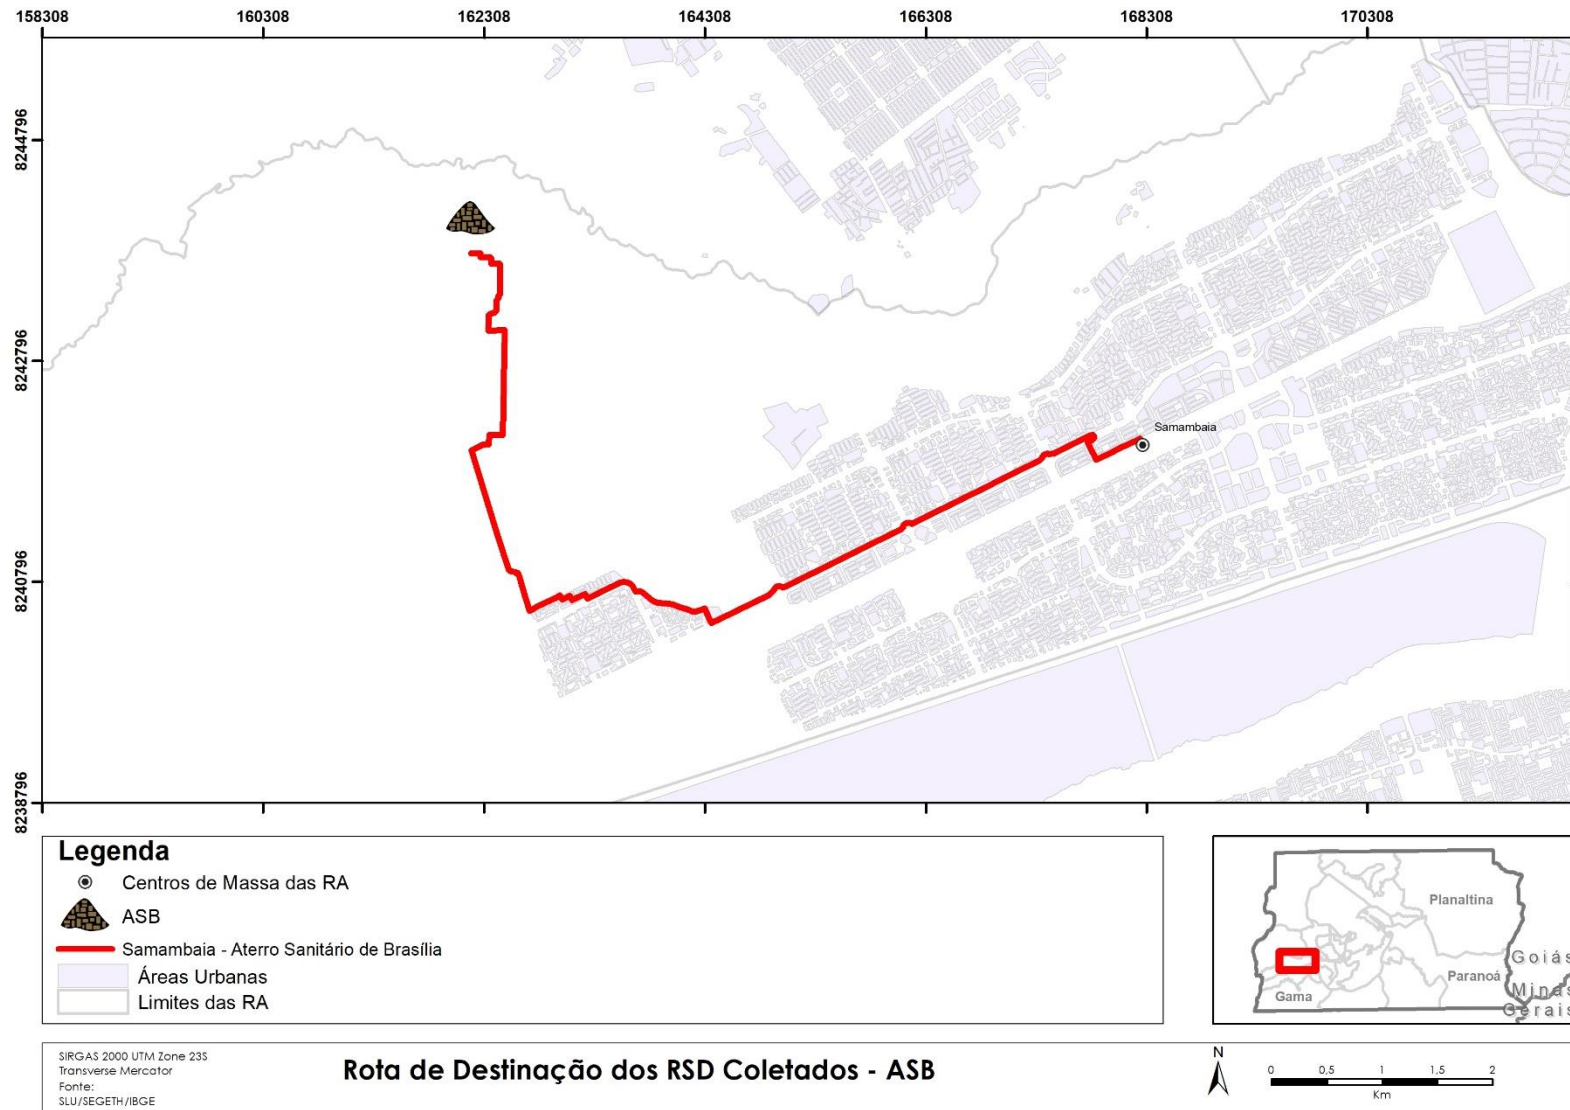 158308 160308 162308 164308 166308 168308 170308
8244796
8242796
8240796
8238796
Samambaia
Legenda
Centros de Massa das RA
ASB
Samambaia - Aterro Sanitário de Brasília
Áreas Urbanas
Limites das RA
Planaltina
Goiás
Paranoá
Minas
Gama
Gerais
SIRGAS 2000 UTM Zone 23S
Transverse Mercator
Fonte:
SLU/SEGETH/IBGE
Rota de Destinação dos RSD Coletados - ASB
N
0 0,5 1 1,5 2
Km